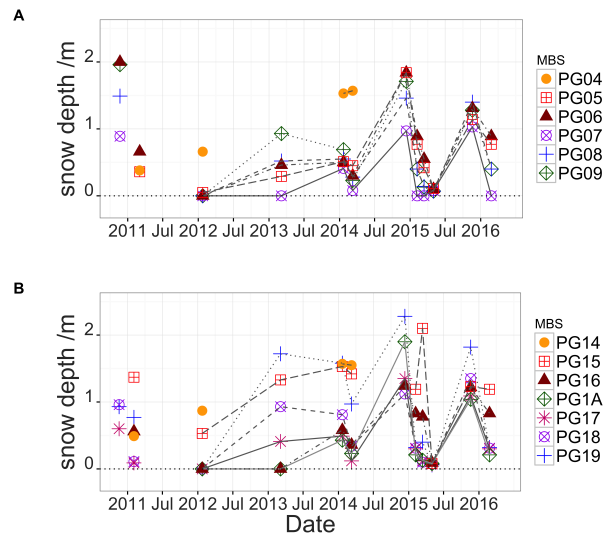 A
snow depth /m
2
1
0
2011 Jul 2012 Jul 2013 Jul 2014 Jul 2015 Jul 2016
MBS
PG04
PG05
PG06
PG07
PG08
PG09
B
snow depth /m
2
1
0
2011 Jul 2012 Jul 2013 Jul 2014 Jul 2015 Jul 2016
Date
MBS
PG14
PG15
PG16
PG1A
PG17
PG18
PG19